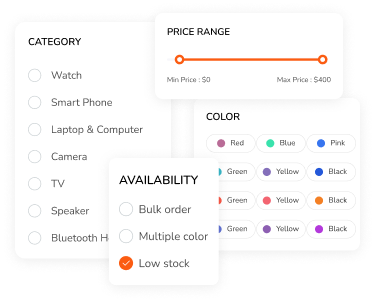 CATEGORY
Watch
Smart Phone
Laptop & Computer
Camera
TV
Speaker
Bluetooth
PRICE RANGE
Min Price : $0 Max Price : $400
COLOR
Red Blue Pink
Green Yellow Black
Green Yellow Black
Green Yellow Black
AVAILABILITY
Bulk order
Multiple color
Low stock